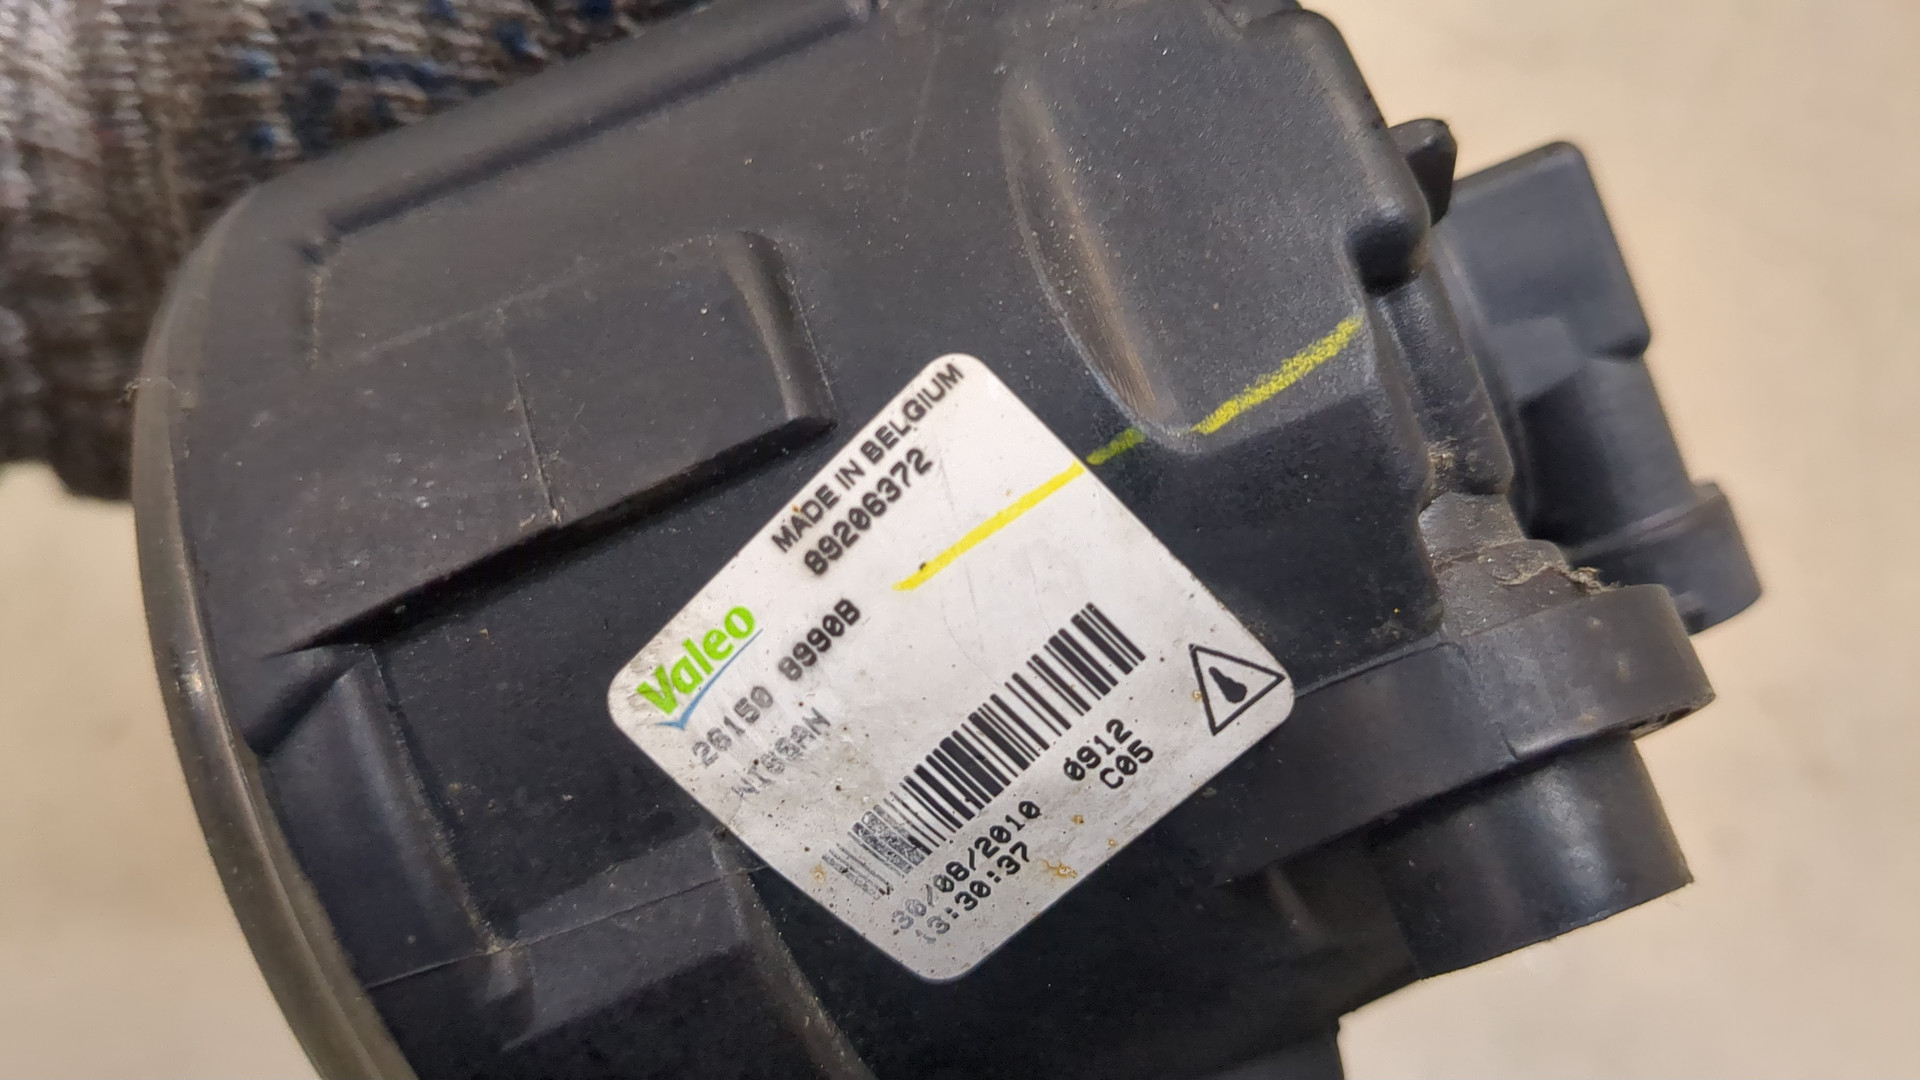 MADE IN BELGIUM
89206372
Valeo
26150 8990B
NISSAN
0912
C05
30/08/2010
13:30:37